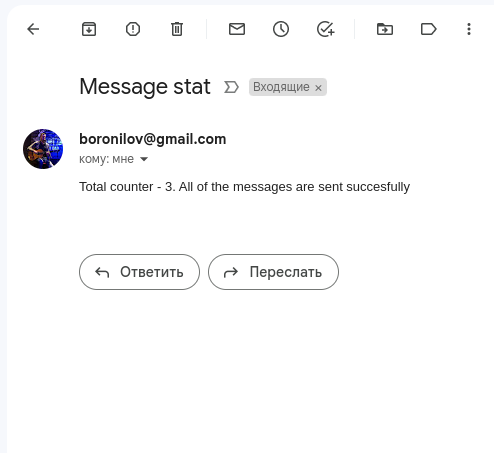 Message stat
Входящие ×
boronilov@gmail.com
кому: мне
Total counter - 3. All of the messages are sent succesfully
Ответить
Переслать